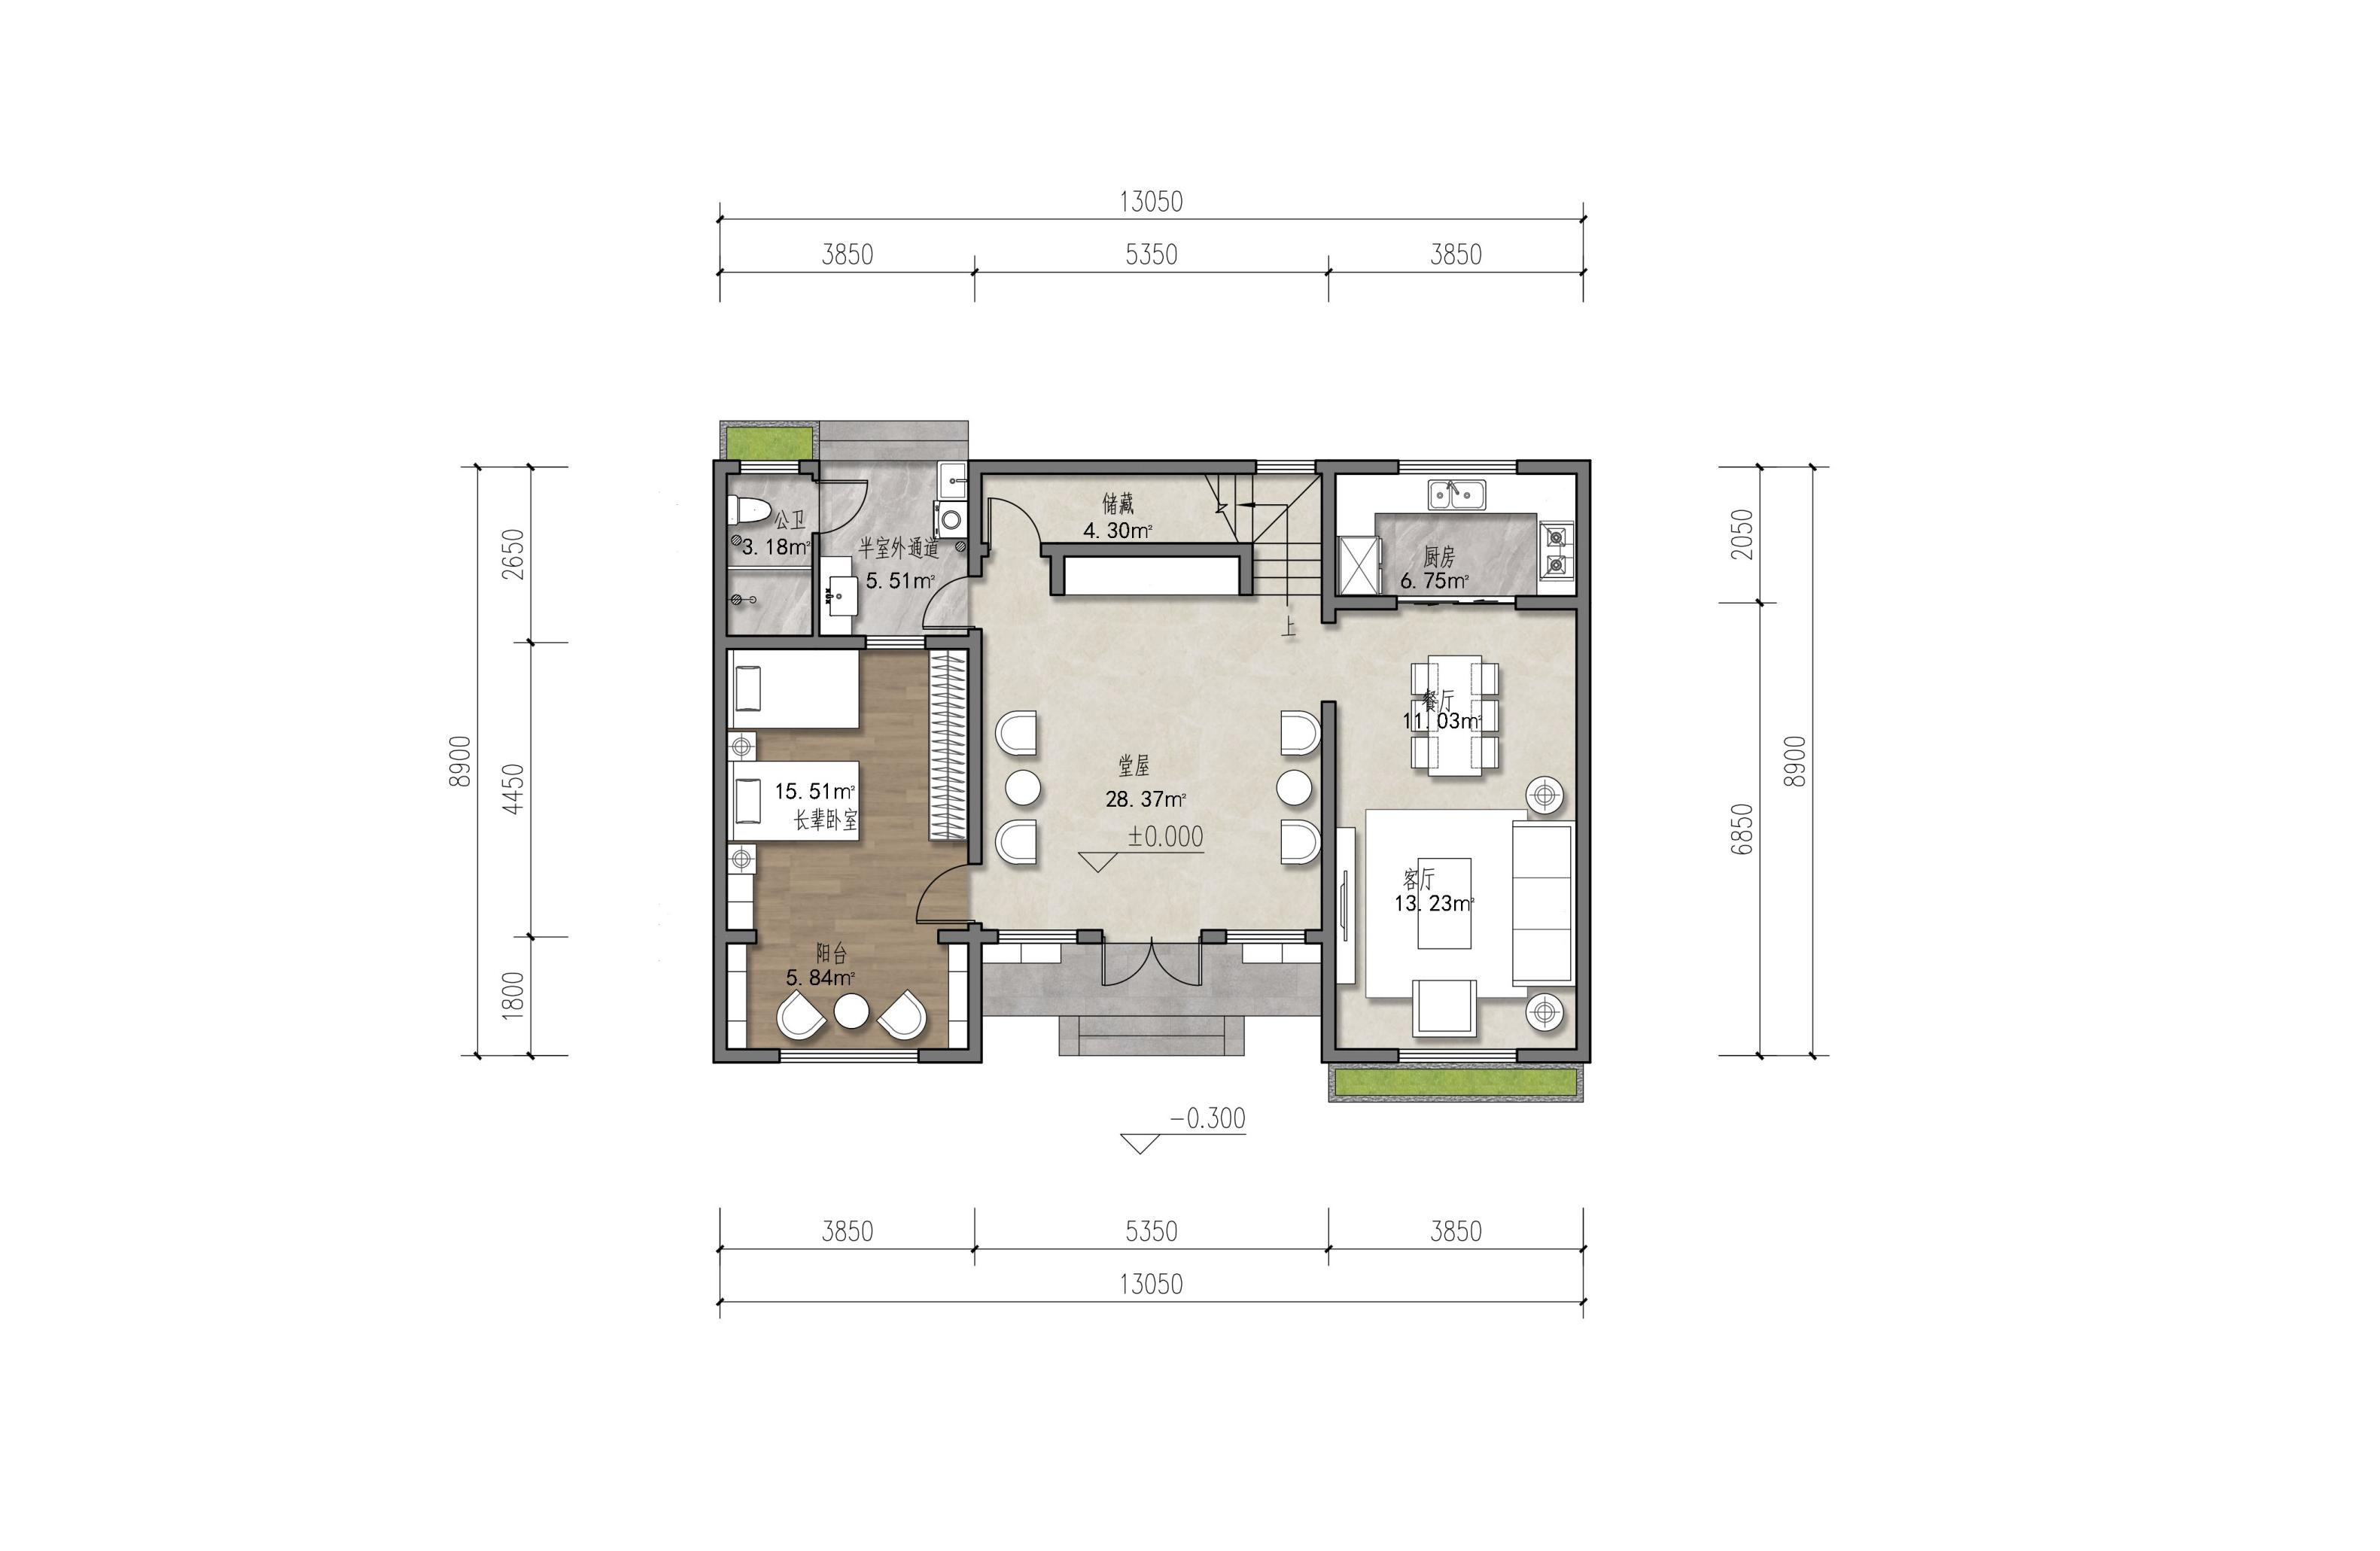 13050
3850 5350 3850
公卫
3.18m²
半室外通道
5.51m²
储藏
4.30m²
厨房
6.75m²
上
餐厅
11.03m²
15.51m²
长辈卧室
堂屋
28.37m²
±0.000
客厅
13.23m²
阳台
5.84m²
8900
2650
4450
1800
2050
6850
8900
-0.300
3850 5350 3850
13050